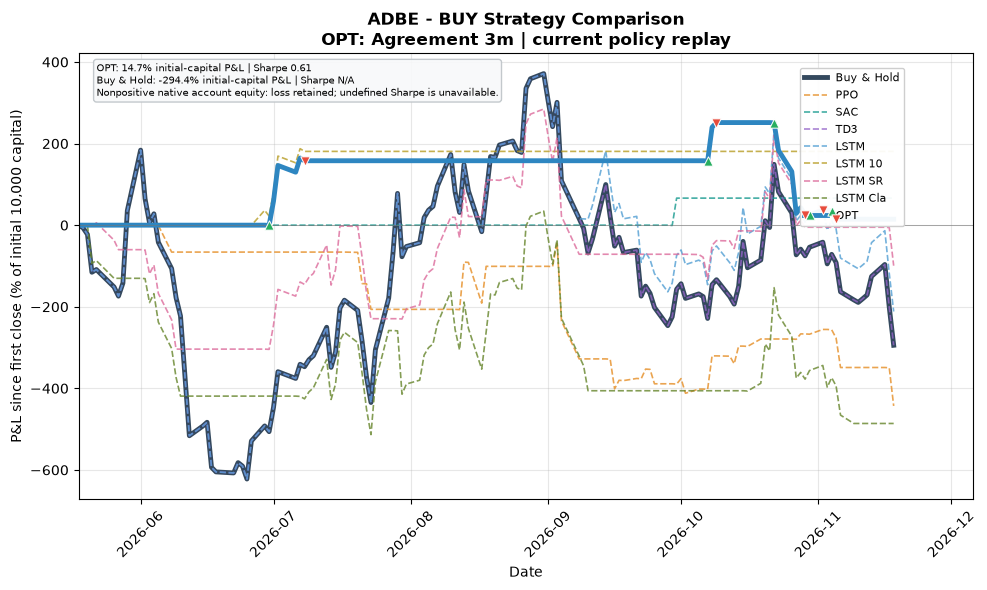 ADBE - BUY Strategy Comparison
OPT: Agreement 3m | current policy replay
OPT: 14.7% initial-capital P&L | Sharpe 0.61
Buy & Hold: -294.4% initial-capital P&L | Sharpe N/A
Nonpositive native account equity: loss retained; undefined Sharpe is unavailable.
Buy & Hold
PPO
SAC
TD3
LSTM
LSTM 10
LSTM SR
LSTM Cla
OPT
P&L since first close (% of initial 10,000 capital)
400
200
0
−200
−400
−600
2026-06
2026-07
2026-08
2026-09
2026-10
2026-11
2026-12
Date